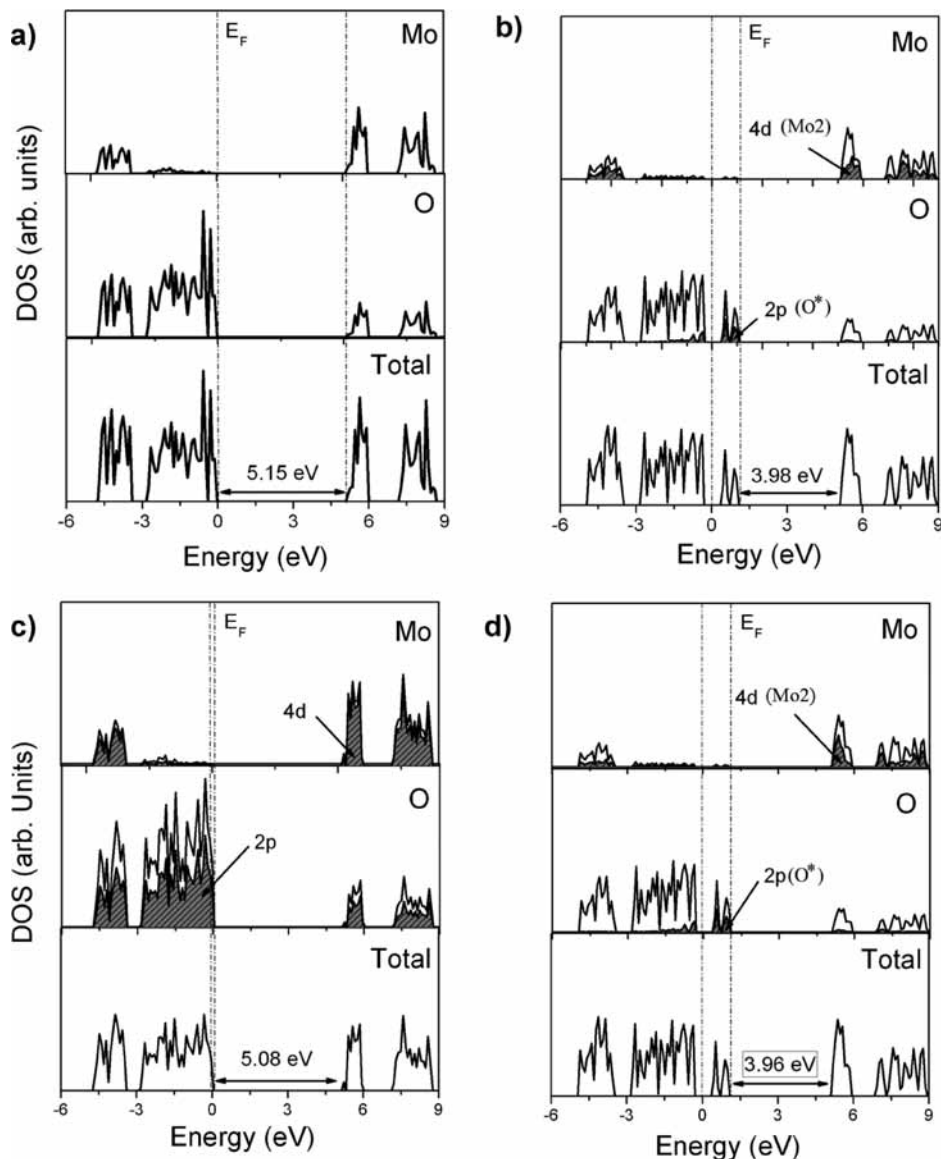 a)
E_F
Mo
O
Total
5.15 eV
DOS (arb. units)
-6 -3 0 3 6 9
Energy (eV)
b)
E_F
Mo
4d (Mo2)
O
2p (O*)
Total
3.98 eV
-6 -3 0 3 6 9
Energy (eV)
c)
E_F
Mo
4d
O
2p
Total
5.08 eV
DOS (arb. Units)
-6 -3 0 3 6 9
Energy (eV)
d)
E_F
Mo
4d (Mo2)
O
2p(O*)
Total
3.96 eV
-6 -3 0 3 6 9
Energy (eV)